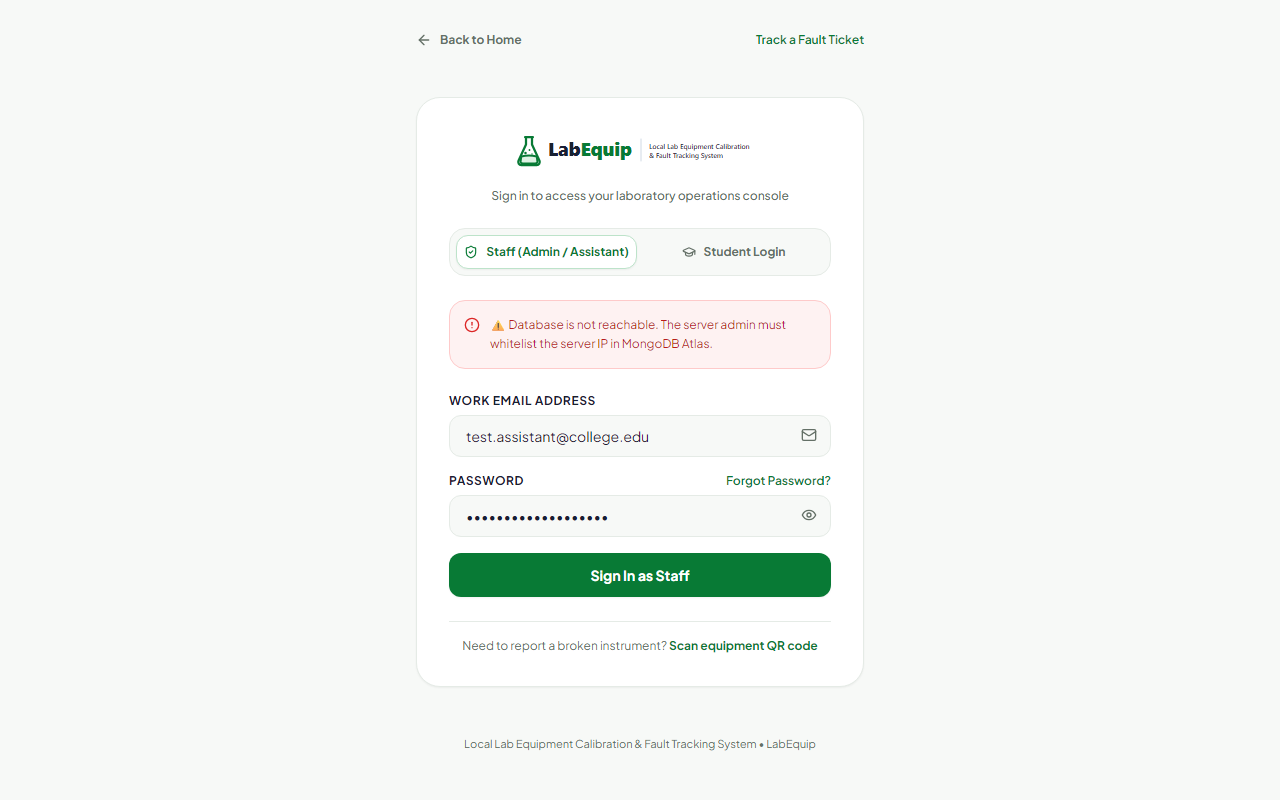 Back to Home
Track a Fault Ticket
LabEquip
Local Lab Equipment Calibration
& Fault Tracking System
Sign in to access your laboratory operations console
Staff (Admin / Assistant)
Student Login
⚠️ Database is not reachable. The server admin must
whitelist the server IP in MongoDB Atlas.
WORK EMAIL ADDRESS
test.assistant@college.edu
PASSWORD
Forgot Password?
•••••••••••••••••••
Sign In as Staff
Need to report a broken instrument? Scan equipment QR code
Local Lab Equipment Calibration & Fault Tracking System • LabEquip